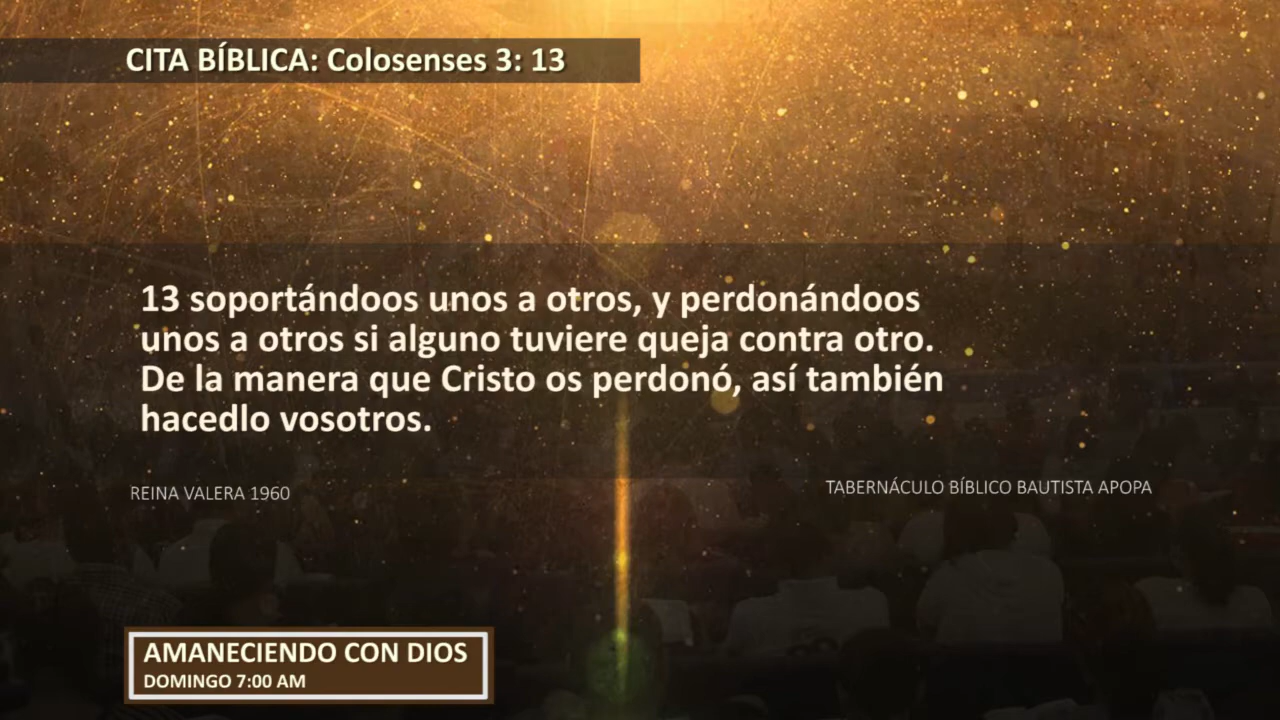 CITA BÍBLICA: Colosenses 3: 13
13 soportándoos unos a otros, y perdonándoos
unos a otros si alguno tuviere queja contra otro.
De la manera que Cristo os perdonó, así también
hacedlo vosotros.
REINA VALERA 1960
TABERNÁCULO BÍBLICO BAUTISTA APOPA
AMANECIENDO CON DIOS
DOMINGO 7:00 AM